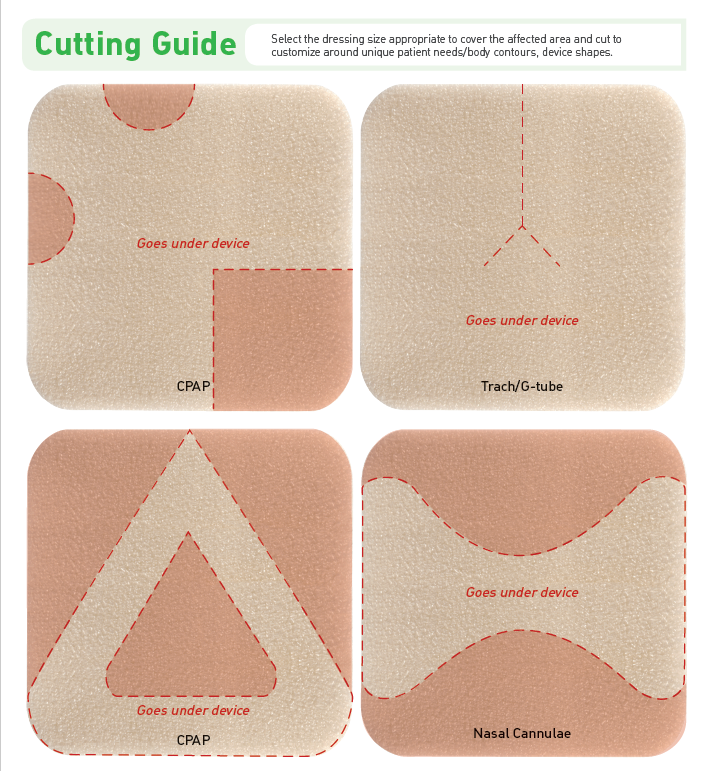 Cutting Guide
Select the dressing size appropriate to cover the affected area and cut to
customize around unique patient needs/body contours, device shapes.
Goes under device
CPAP
Goes under device
Trach/G-tube
Goes under device
CPAP
Goes under device
Nasal Cannulae